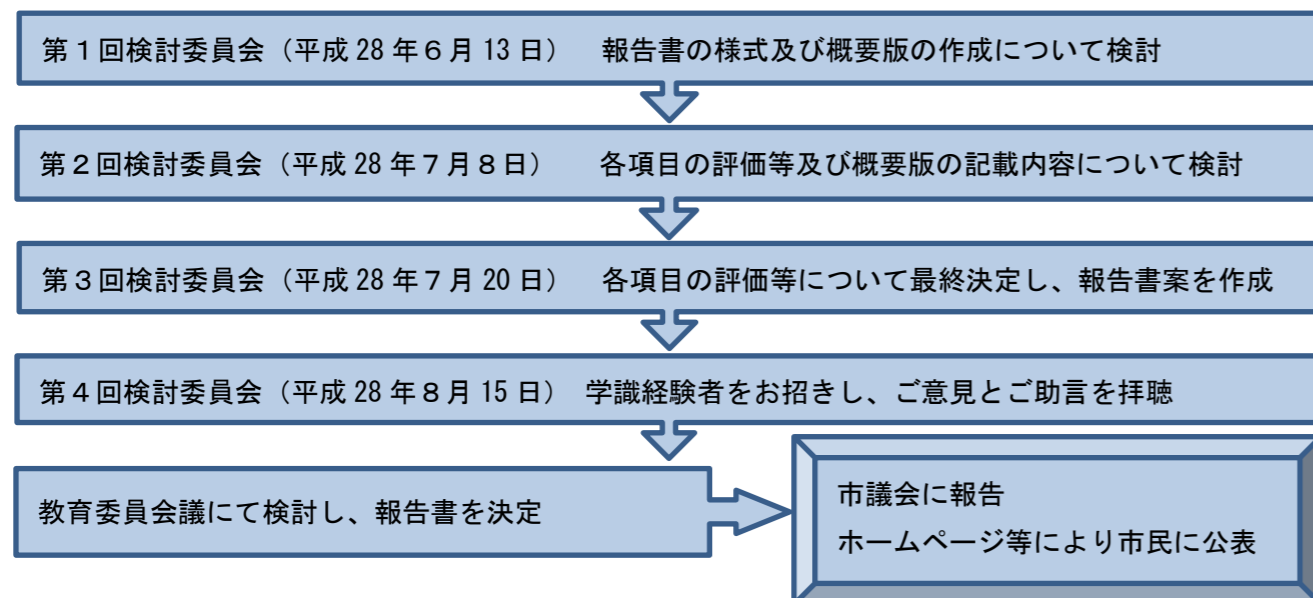 第１回検討委員会（平成 28 年６月 13 日）　報告書の様式及び概要版の作成について検討
第２回検討委員会（平成 28 年７月８日）　各項目の評価等及び概要版の記載内容について検討
第３回検討委員会（平成 28 年７月 20 日）　各項目の評価等について最終決定し、報告書案を作成
第４回検討委員会（平成 28 年８月 15 日）　学識経験者をお招きし、ご意見とご助言を拝聴
教育委員会議にて検討し、報告書を決定
市議会に報告
ホームページ等により市民に公表